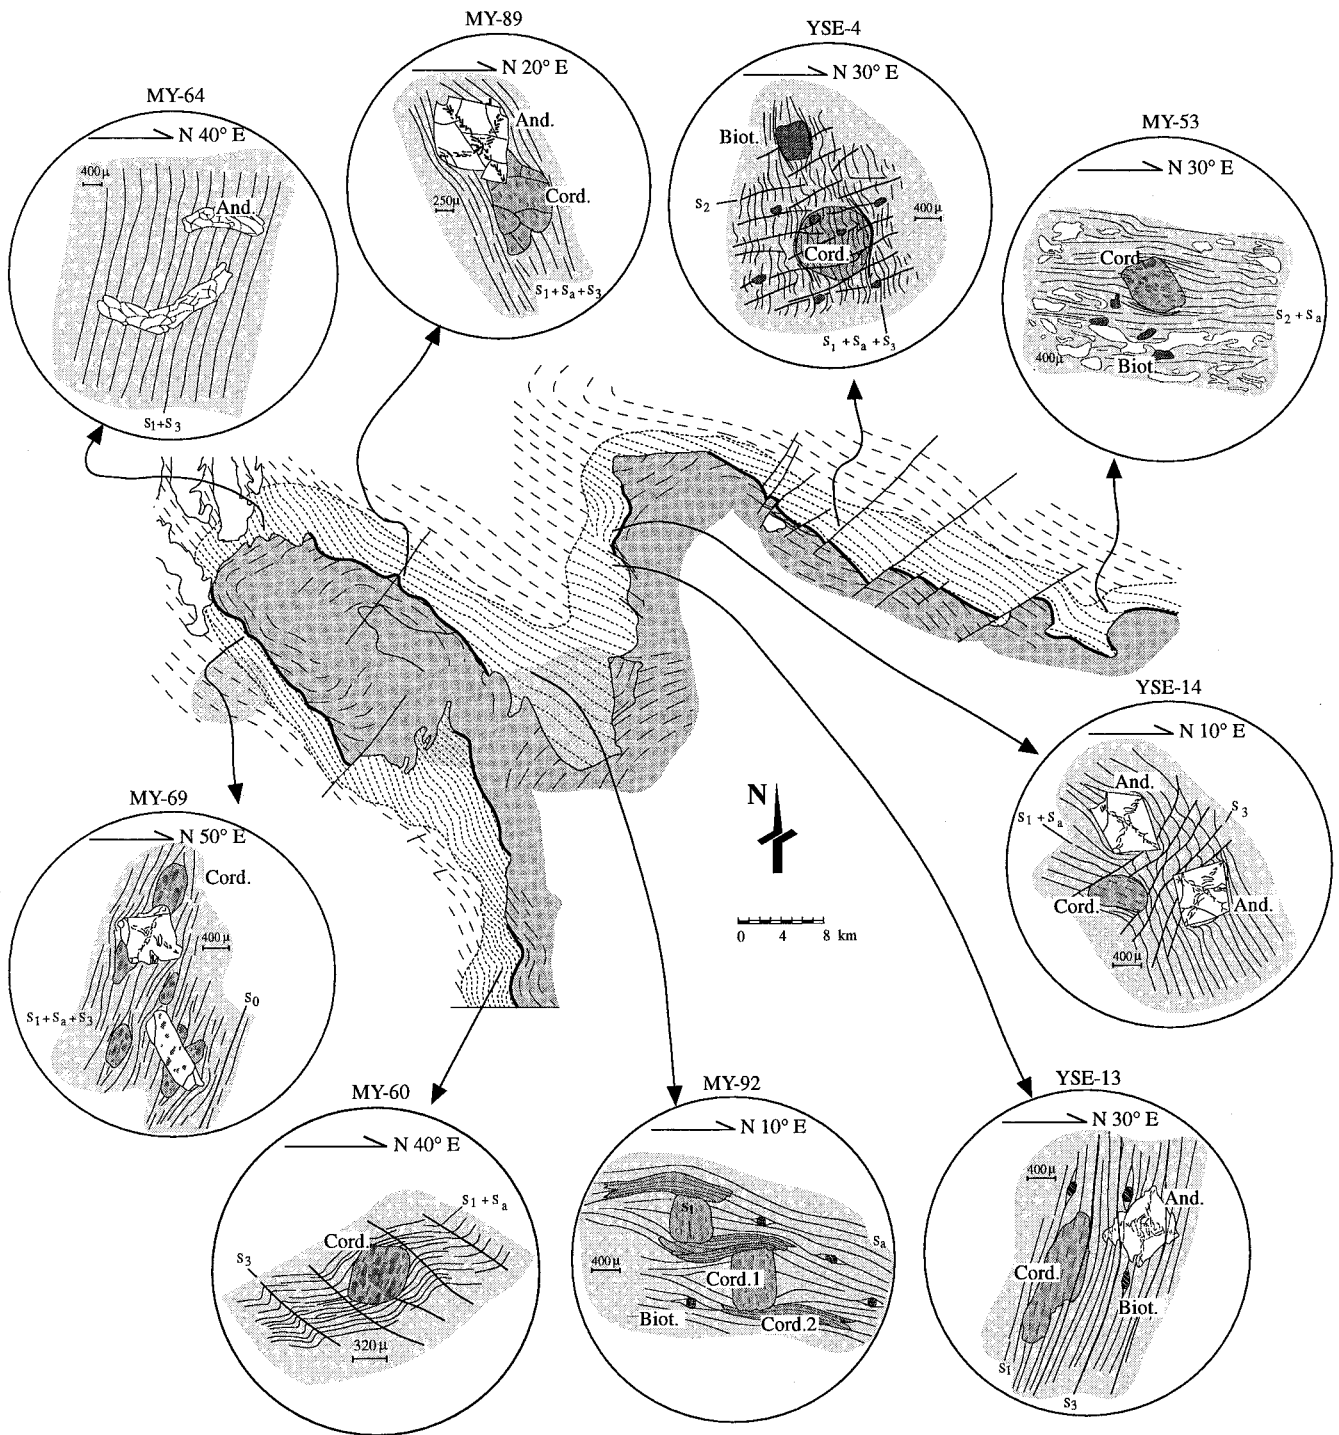 MY-89
N 20° E
And.
Cord.
250µ
S1+Sa+S3
YSE-4
N 30° E
Biot.
S2
400µ
Cord.
S1 + Sa + S3
MY-64
N 40° E
400µ
And.
S1+S3
MY-53
N 30° E
Cord
S2 + Sa
400µ
Biot.
YSE-14
N 10° E
And.
S1 + Sa
S3
Cord.
And.
400µ
N
0 4 8 km
MY-69
N 50° E
Cord.
400µ
S0
S1+Sa+S3
MY-60
N 40° E
S1 + Sa
Cord.
S3
320µ
MY-92
N 10° E
S1
Sa
400µ
Cord.1
Biot.
Cord.2
YSE-13
N 30° E
400µ
And.
Cord.
Biot.
S1
S3